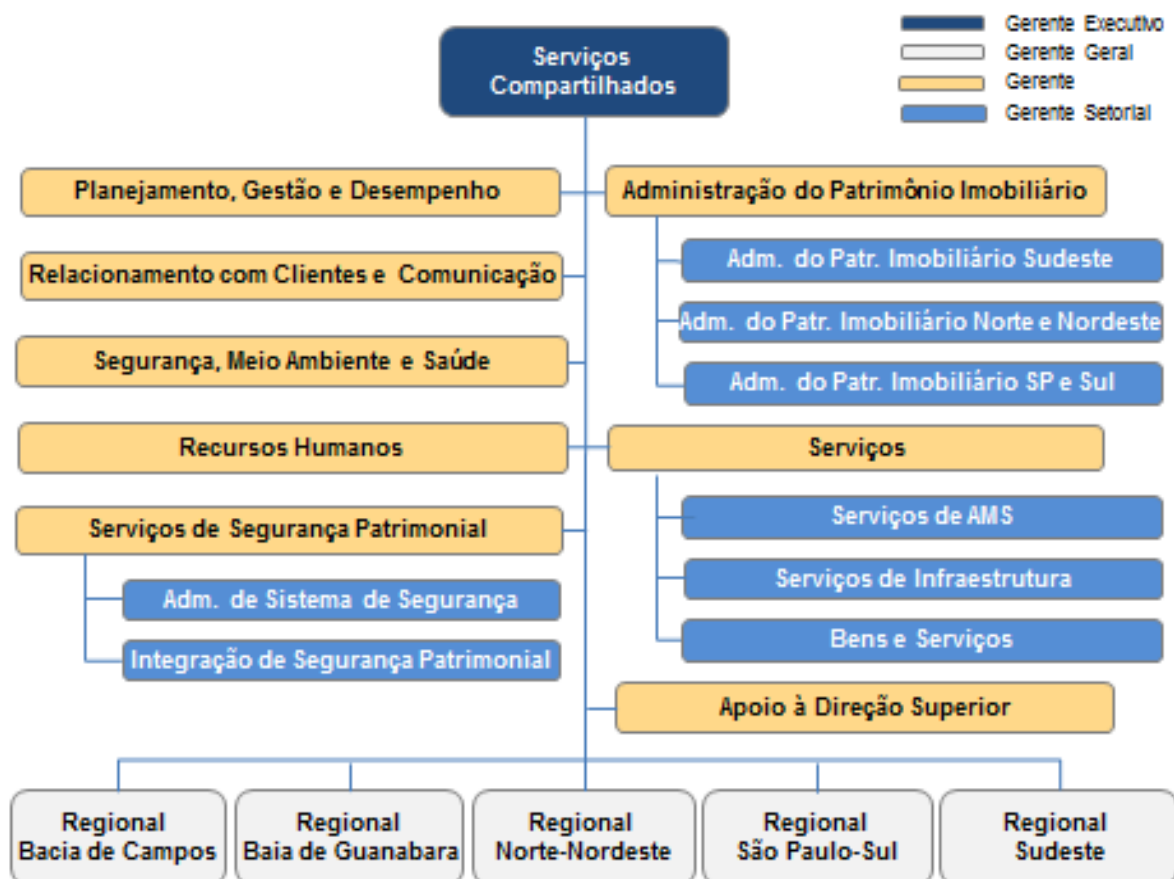 Gerente Executivo
Gerente Geral
Gerente
Gerente Setorial
Serviços
Compartilhados
Planejamento, Gestão e Desempenho
Administração do Patrimônio Imobiliário
Adm. do Patr. Imobiliário Sudeste
Relacionamento com Clientes e Comunicação
Adm. do Patr. Imobiliário Norte e Nordeste
Segurança, Meio Ambiente e Saúde
Adm. do Patr. Imobiliário SP e Sul
Recursos Humanos
Serviços
Serviços de Segurança Patrimonial
Serviços de AMS
Adm. de Sistema de Segurança
Serviços de Infraestrutura
Integração de Segurança Patrimonial
Bens e Serviços
Apoio à Direção Superior
Regional
Bacia de Campos
Regional
Baia de Guanabara
Regional
Norte-Nordeste
Regional
São Paulo-Sul
Regional
Sudeste